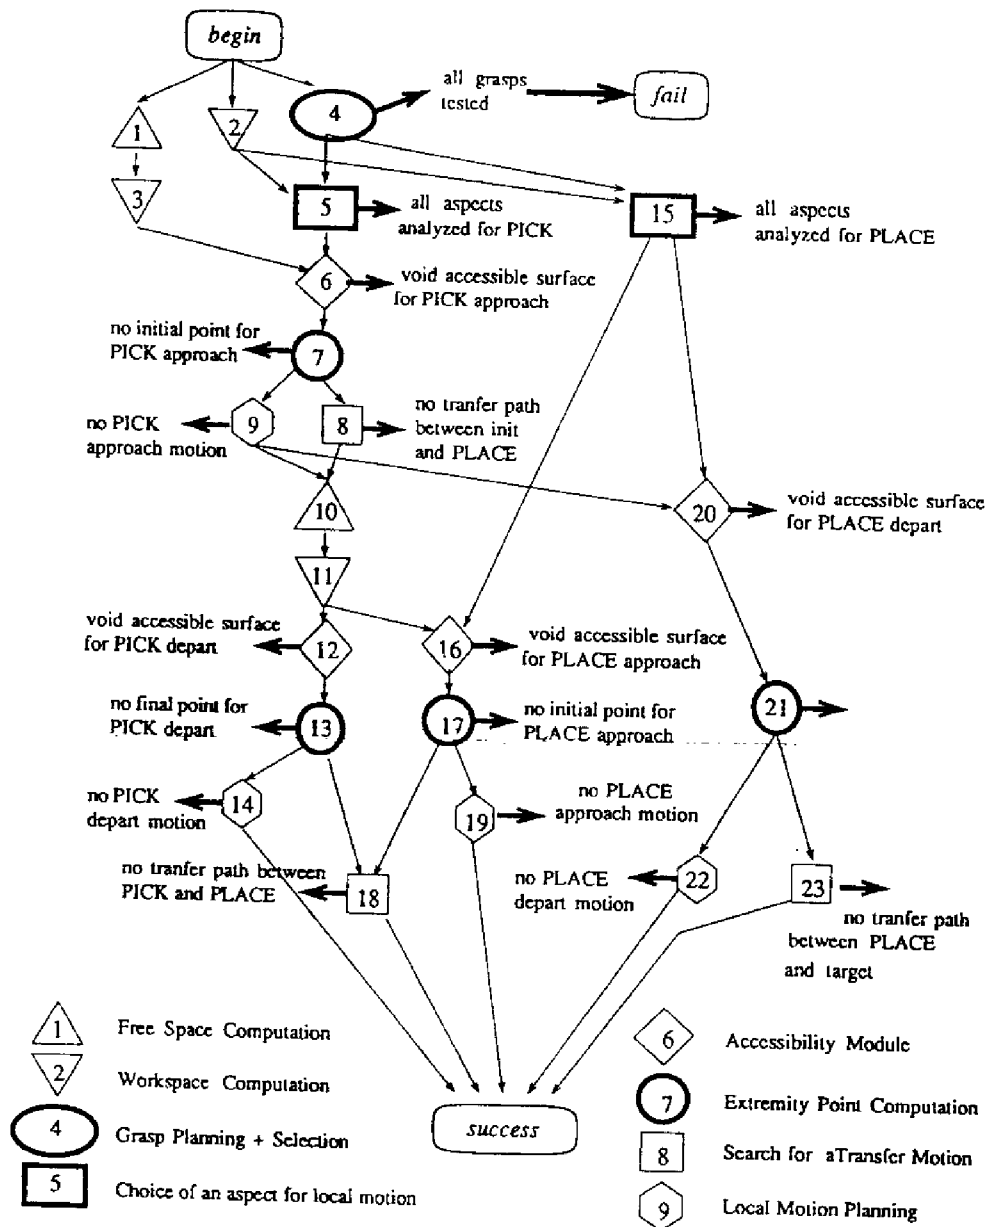 begin
all grasps
tested
fail
4
1
2
3
5
all aspects
analyzed for PICK
15
all aspects
analyzed for PLACE
6
void accessible surface
for PICK approach
no initial point for
PICK approach
7
no PICK
approach motion
9
8
no tranfer path
between init
and PLACE
10
20
void accessible surface
for PLACE depart
11
void accessible surface
for PICK depart
12
16
void accessible surface
for PLACE approach
no final point for
PICK depart
13
17
no initial point for
PLACE approach
21
no PICK
depart motion
14
19
no PLACE
approach motion
no tranfer path between
PICK and PLACE
18
no PLACE
depart motion
22
23
no tranfer path
between PLACE
and target
1 Free Space Computation
2 Workspace Computation
4 Grasp Planning + Selection
5 Choice of an aspect for local motion
success
6 Accessibility Module
7 Extremity Point Computation
8 Search for aTransfer Motion
9 Local Motion Planning